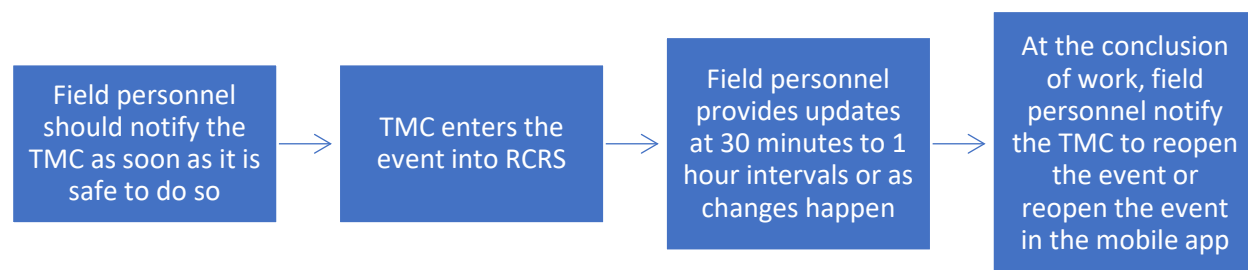 Field personnel
should notify the
TMC as soon as it is
safe to do so
TMC enters the
event into RCRS
Field personnel
provides updates
at 30 minutes to 1
hour intervals or as
changes happen
At the conclusion
of work, field
personnel notify
the TMC to reopen
the event or
reopen the event
in the mobile app